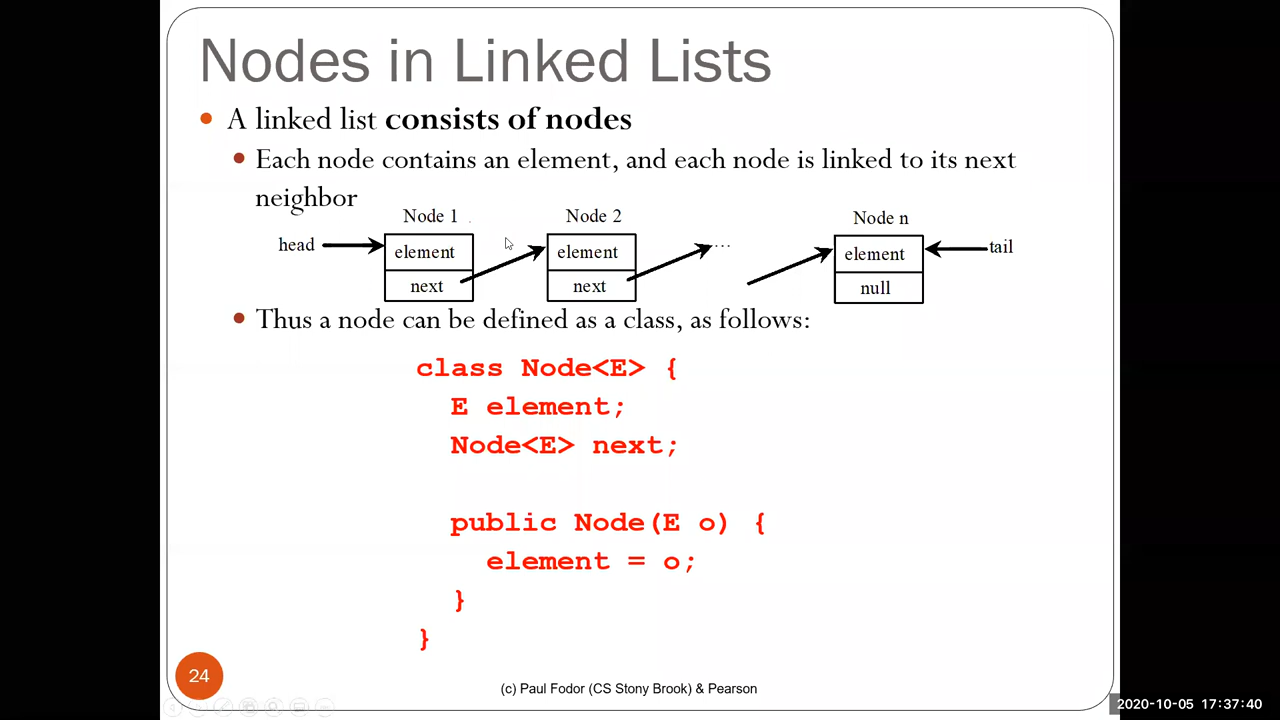 Nodes in Linked Lists
A linked list consists of nodes
Each node contains an element, and each node is linked to its next
neighbor
Node 1 Node 2 Node n
head element element .... element tail
next next null
Thus a node can be defined as a class, as follows:
class Node<E> {
E element;
Node<E> next;
public Node(E o) {
element = o;
}
}
24
(c) Paul Fodor (CS Stony Brook) & Pearson
2020-10-05 17:37:40